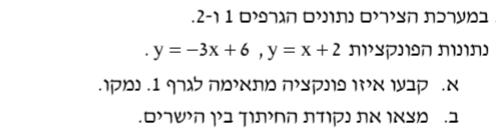 במערכת הצירים נתונים הגרפים 1 ו-2.
נתונות הפונקציות y = x + 2 , y = −3x + 6 .
א. קבעו איזו פונקציה מתאימה לגרף 1. נמקו.
ב. מצאו את נקודת החיתוך בין הישרים.